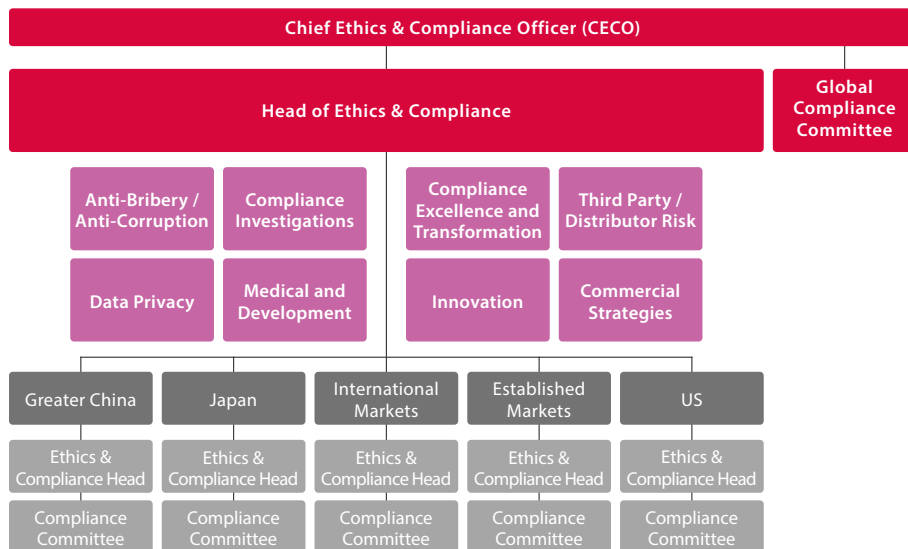 Chief Ethics & Compliance Officer (CECO)
Head of Ethics & Compliance
Global
Compliance
Committee
Anti-Bribery /
Anti-Corruption
Compliance
Investigations
Compliance
Excellence and
Transformation
Third Party /
Distributor Risk
Data Privacy
Medical and
Development
Innovation
Commercial
Strategies
Greater China
Japan
International
Markets
Established
Markets
US
Ethics &
Compliance Head
Ethics &
Compliance Head
Ethics &
Compliance Head
Ethics &
Compliance Head
Ethics &
Compliance Head
Compliance
Committee
Compliance
Committee
Compliance
Committee
Compliance
Committee
Compliance
Committee